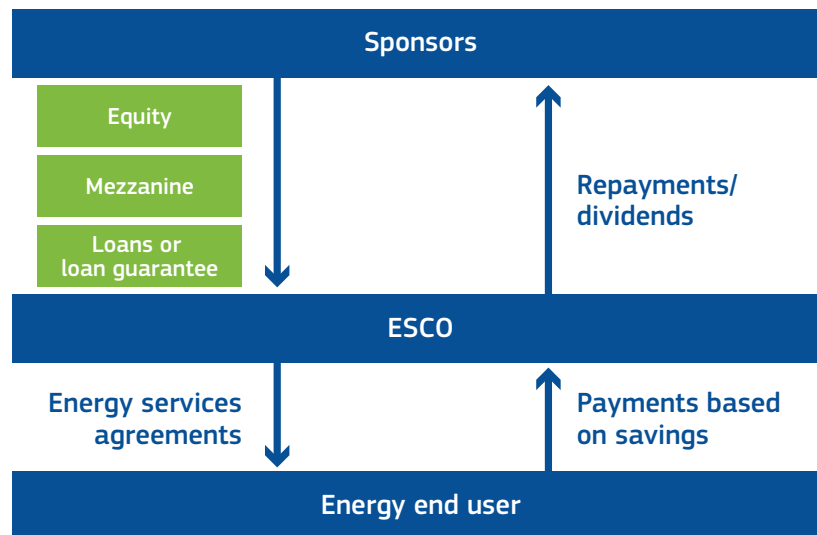 Sponsors
Equity
Mezzanine
Loans or
loan guarantee
Repayments/
dividends
ESCO
Energy services
agreements
Payments based
on savings
Energy end user